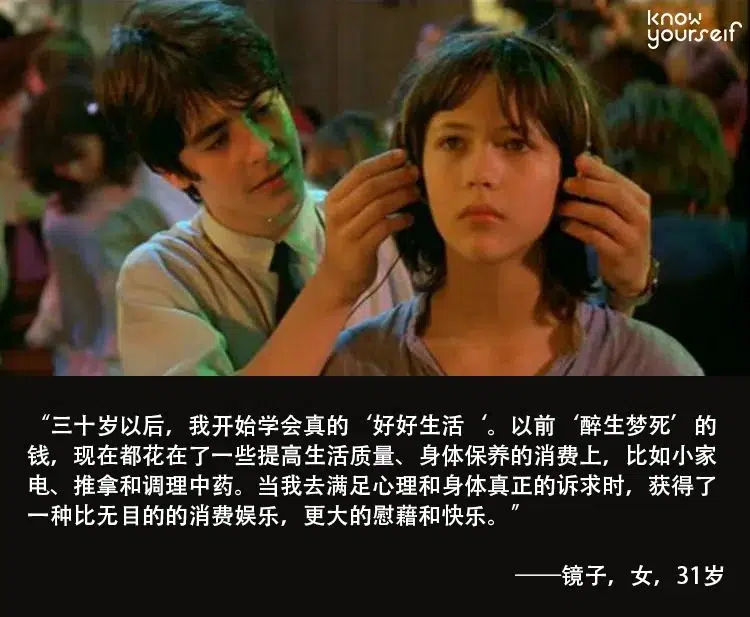 know
yourself
“三十岁以后，我开始学会真的‘好好生活‘。以前‘醉生梦死’的
钱，现在都花在了一些提高生活质量、身体保养的消费上，比如小家
电、推拿和调理中药。当我去满足心理和身体真正的诉求时，获得了
一种比无目的的消费娱乐，更大的慰藉和快乐。”
——镜子，女，31岁